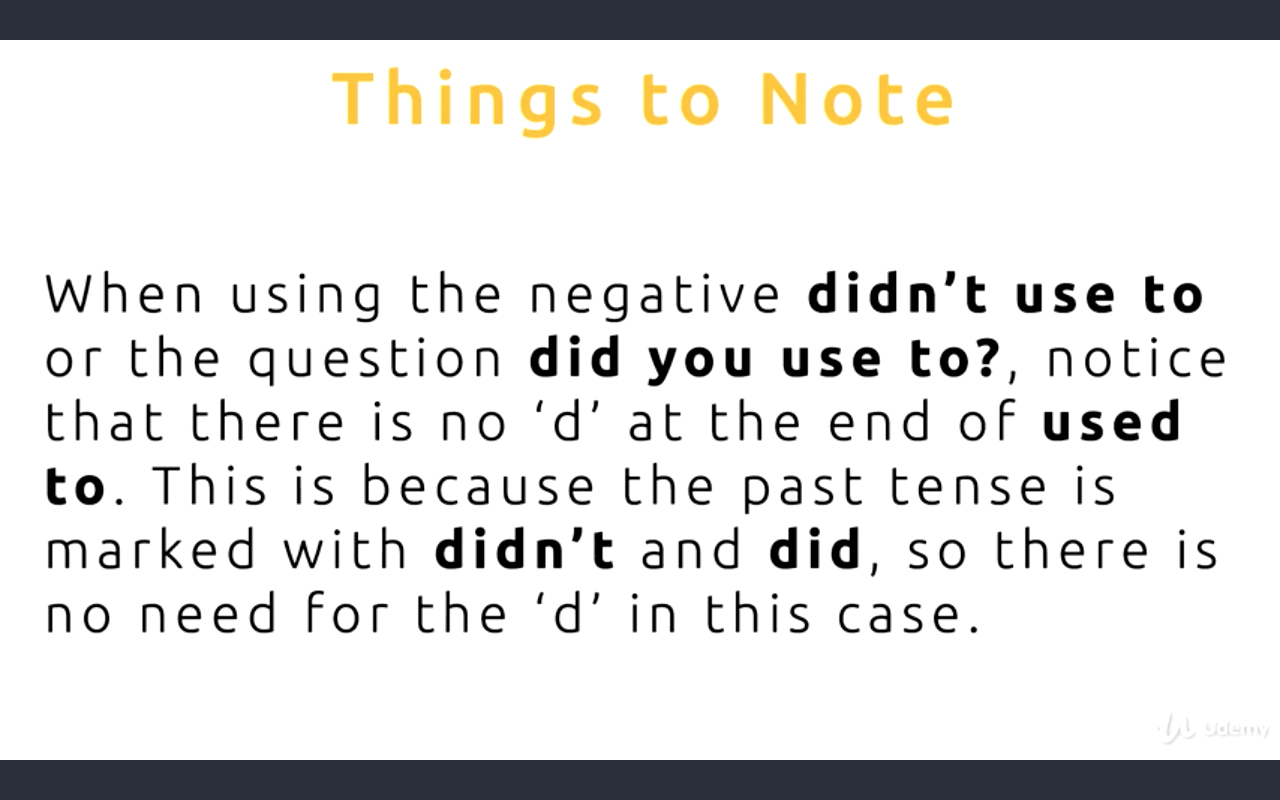 Things to Note
When using the negative didn’t use to
or the question did you use to?, notice
that there is no ‘d’ at the end of used
to. This is because the past tense is
marked with didn’t and did, so there is
no need for the ‘d’ in this case.
Udemy